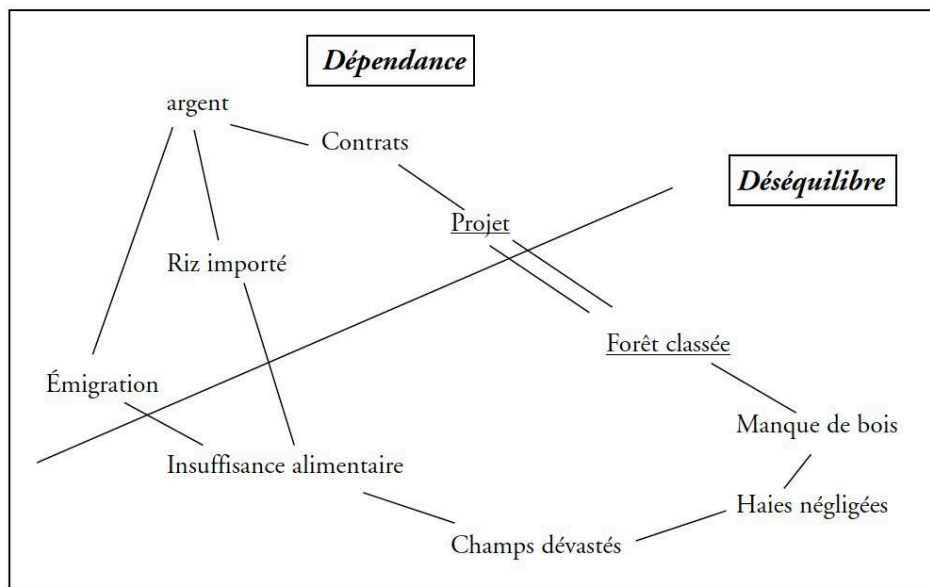 Dépendance
argent
Contrats
Déséquilibre
Projet
Riz importé
Forêt classée
Émigration
Manque de bois
Insuffisance alimentaire
Haies négligées
Champs dévastés